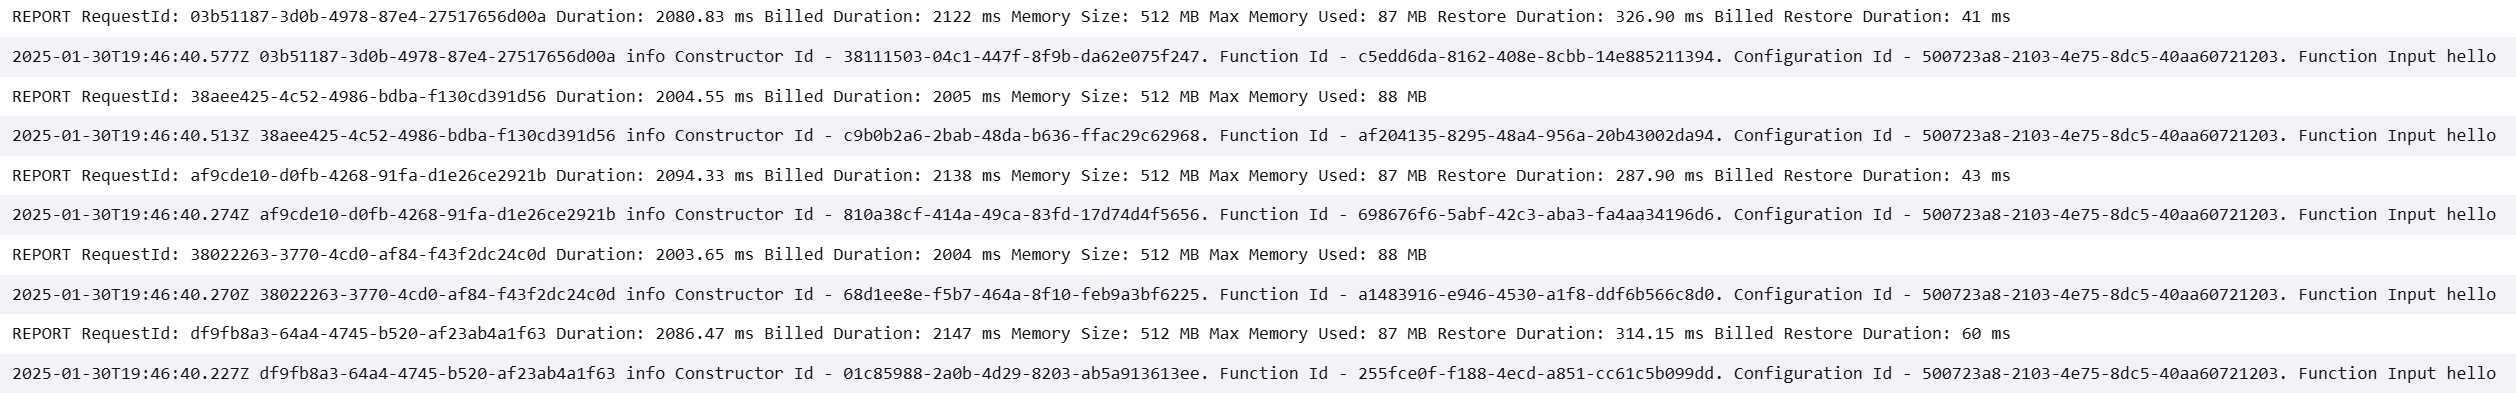 REPORT RequestId: 03b51187-3d0b-4978-87e4-27517656d00a Duration: 2080.83 ms Billed Duration: 2122 ms Memory Size: 512 MB Max Memory Used: 87 MB Restore Duration: 326.90 ms Billed Restore Duration: 41 ms
2025-01-30T19:46:40.577Z 03b51187-3d0b-4978-87e4-27517656d00a info Constructor Id - 38111503-04c1-447f-8f9b-da62e075f247. Function Id - c5edd6da-8162-408e-8cbb-14e885211394. Configuration Id - 500723a8-2103-4e75-8dc5-40aa60721203. Function Input hello
REPORT RequestId: 38aee425-4c52-4986-bdba-f130cd391d56 Duration: 2004.55 ms Billed Duration: 2005 ms Memory Size: 512 MB Max Memory Used: 88 MB
2025-01-30T19:46:40.513Z 38aee425-4c52-4986-bdba-f130cd391d56 info Constructor Id - c9b0b2a6-2bab-48da-b636-ffac29c62968. Function Id - af204135-8295-48a4-956a-20b43002da94. Configuration Id - 500723a8-2103-4e75-8dc5-40aa60721203. Function Input hello
REPORT RequestId: af9cde10-d0fb-4268-91fa-d1e26ce2921b Duration: 2094.33 ms Billed Duration: 2138 ms Memory Size: 512 MB Max Memory Used: 87 MB Restore Duration: 287.90 ms Billed Restore Duration: 43 ms
2025-01-30T19:46:40.274Z af9cde10-d0fb-4268-91fa-d1e26ce2921b info Constructor Id - 810a38cf-414a-49ca-83fd-17d74d4f5656. Function Id - 698676f6-5abf-42c3-aba3-fa4aa34196d6. Configuration Id - 500723a8-2103-4e75-8dc5-40aa60721203. Function Input hello
REPORT RequestId: 38022263-3770-4cd0-af84-f43f2dc24c0d Duration: 2003.65 ms Billed Duration: 2004 ms Memory Size: 512 MB Max Memory Used: 88 MB
2025-01-30T19:46:40.270Z 38022263-3770-4cd0-af84-f43f2dc24c0d info Constructor Id - 68d1ee8e-f5b7-464a-8f10-feb9a3bf6225. Function Id - a1483916-e946-4530-a1f8-ddf6b566c8d0. Configuration Id - 500723a8-2103-4e75-8dc5-40aa60721203. Function Input hello
REPORT RequestId: df9fb8a3-64a4-4745-b520-af23ab4a1f63 Duration: 2086.47 ms Billed Duration: 2147 ms Memory Size: 512 MB Max Memory Used: 87 MB Restore Duration: 314.15 ms Billed Restore Duration: 60 ms
2025-01-30T19:46:40.227Z df9fb8a3-64a4-4745-b520-af23ab4a1f63 info Constructor Id - 01c85988-2a0b-4d29-8203-ab5a913613ee. Function Id - 255fce0f-f188-4ecd-a851-cc61c5b099dd. Configuration Id - 500723a8-2103-4e75-8dc5-40aa60721203. Function Input hello